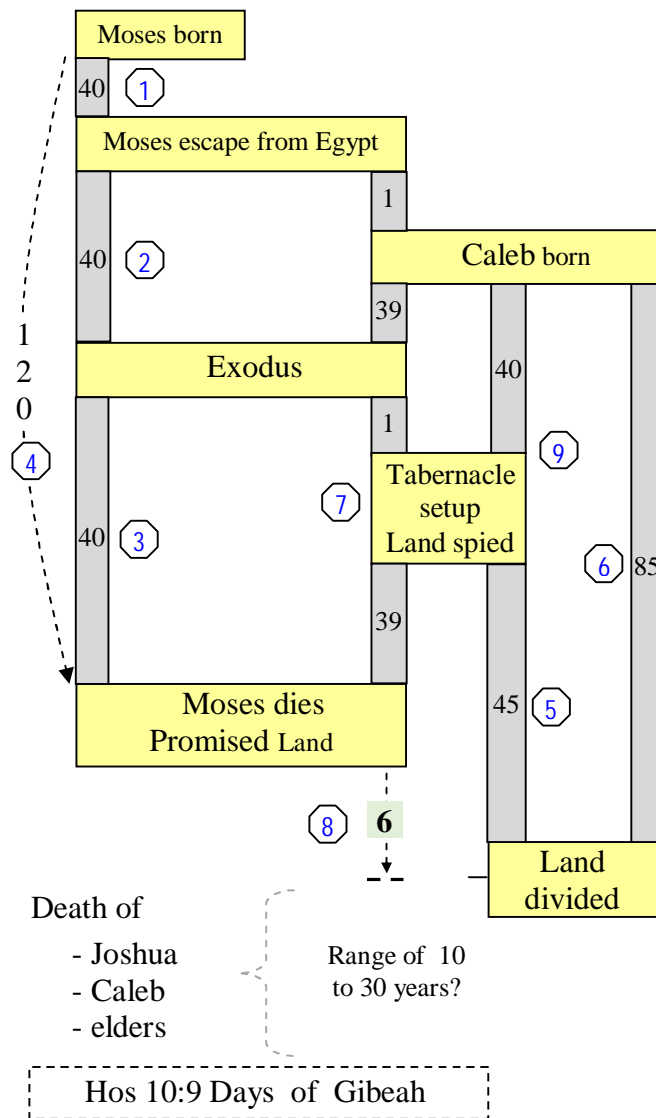 Moses born
40 1
Moses escape from Egypt
1
Caleb born
40 2
39
1
2
0
Exodus
40
1
9
4
7
Tabernacle
setup
Land spied
40 3
6 85
39
Moses dies
Promised Land
45 5
8 6
Land
divided
Death of
- Joshua
- Caleb
- elders
Range of 10
to 30 years?
Hos 10:9 Days of Gibeah